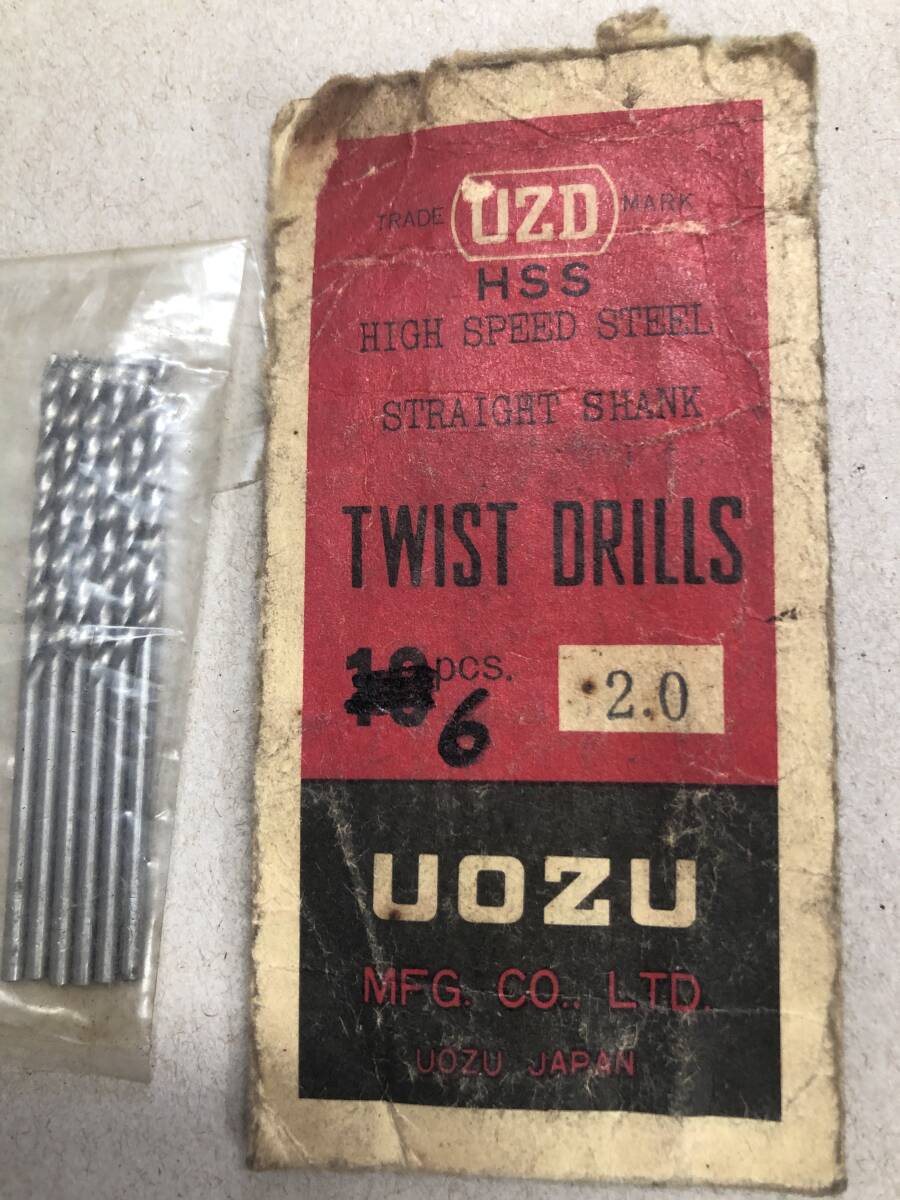 TRADE UZD MARK
HSS
HIGH SPEED STEEL
STRAIGHT SHANK
TWIST DRILLS
10 pcs. 2.0
6
UOZU
MFG. CO., LTD.
UOZU JAPAN